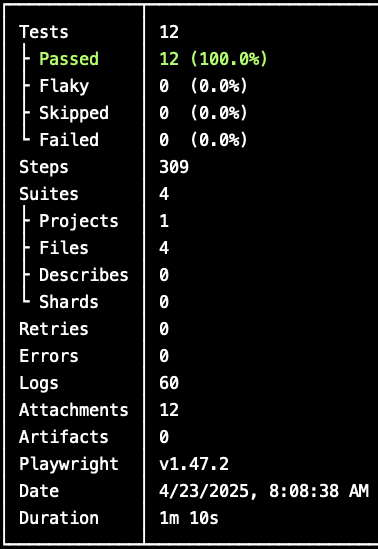 Tests 12
Passed 12 (100.0%)
Flaky 0 (0.0%)
Skipped 0 (0.0%)
Failed 0 (0.0%)
Steps 309
Suites 4
Projects 1
Files 4
Describes 0
Shards 0
Retries 0
Errors 0
Logs 60
Attachments 12
Artifacts 0
Playwright v1.47.2
Date 4/23/2025, 8:08:38 AM
Duration 1m 10s